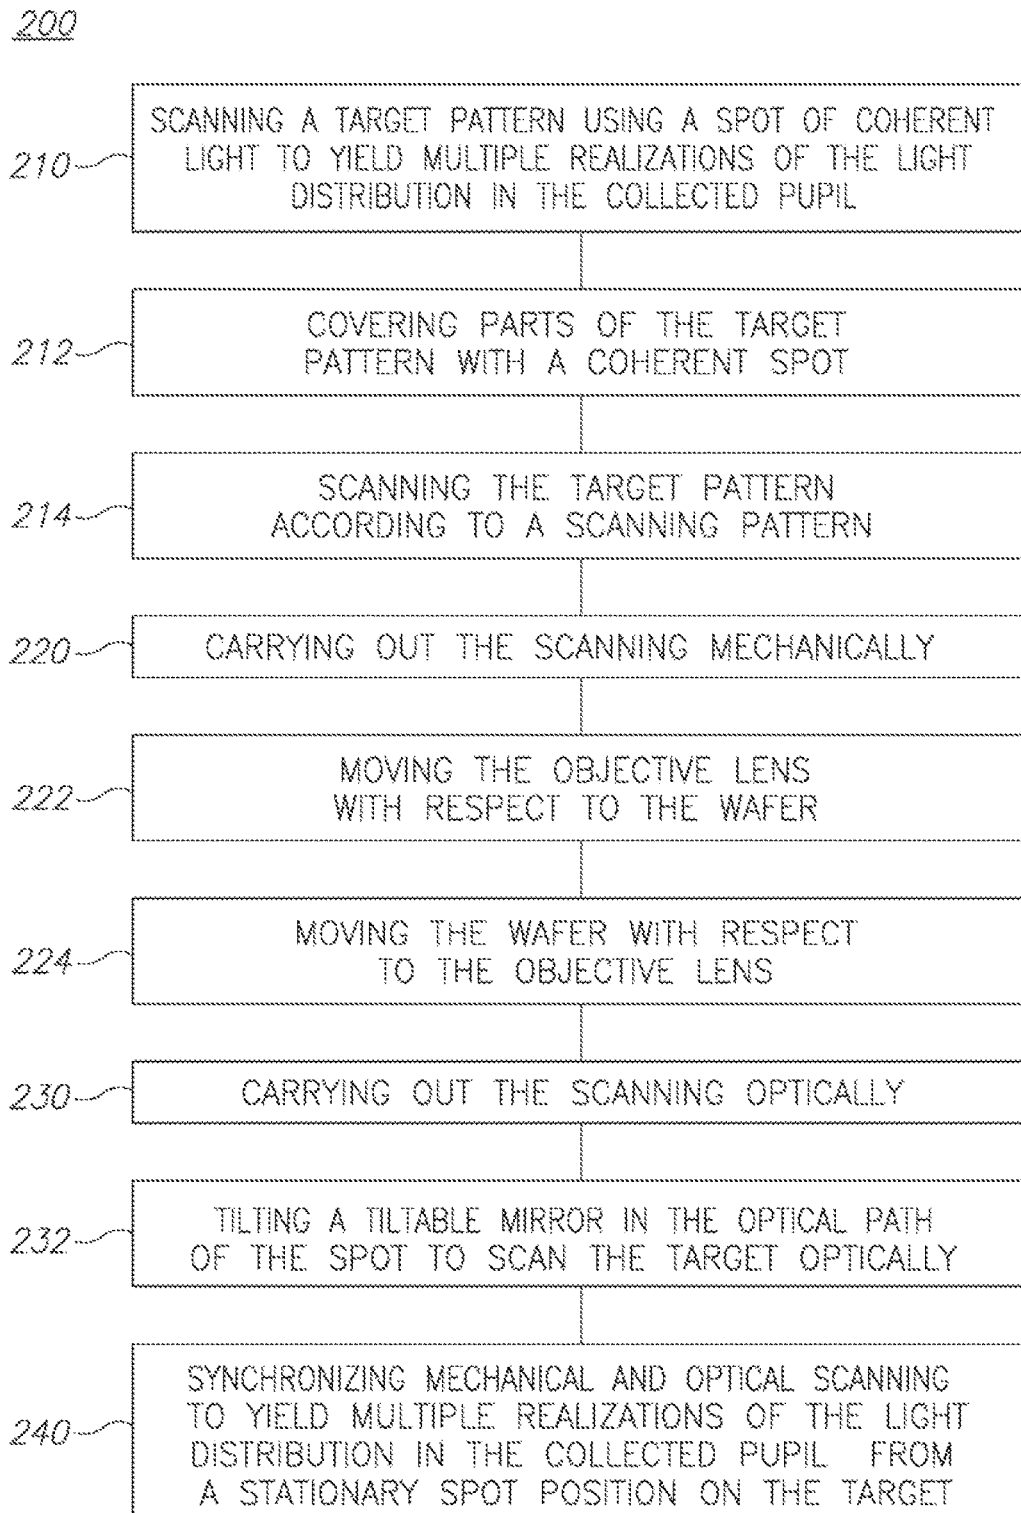 200
SCANNING A TARGET PATTERN USING A SPOT OF COHERENT
210
LIGHT TO YIELD MULTIPLE REALIZATIONS OF THE LIGHT
DISTRIBUTION IN THE COLLECTED PUPIL
COVERING PARTS OF THE TARGET
212
PATTERN WITH A COHERENT SPOT
SCANNING THE TARGET PATTERN
214
ACCORDING TO A SCANNING PATTERN
220
CARRYING OUT THE SCANNING MECHANICALLY
MOVING THE OBJECTIVE LENS
222
WITH RESPECT TO THE WAFER
MOVING THE WAFER WITH RESPECT
224
TO THE OBJECTIVE LENS
230
CARRYING OUT THE SCANNING OPTICALLY
TILTING A TILTABLE MIRROR IN THE OPTICAL PATH
232
OF THE SPOT TO SCAN THE TARGET OPTICALLY
SYNCHRONIZING MECHANICAL AND OPTICAL SCANNING
TO YIELD MULTIPLE REALIZATIONS OF THE LIGHT
240
DISTRIBUTION IN THE COLLECTED PUPIL FROM
A STATIONARY SPOT POSITION ON THE TARGET